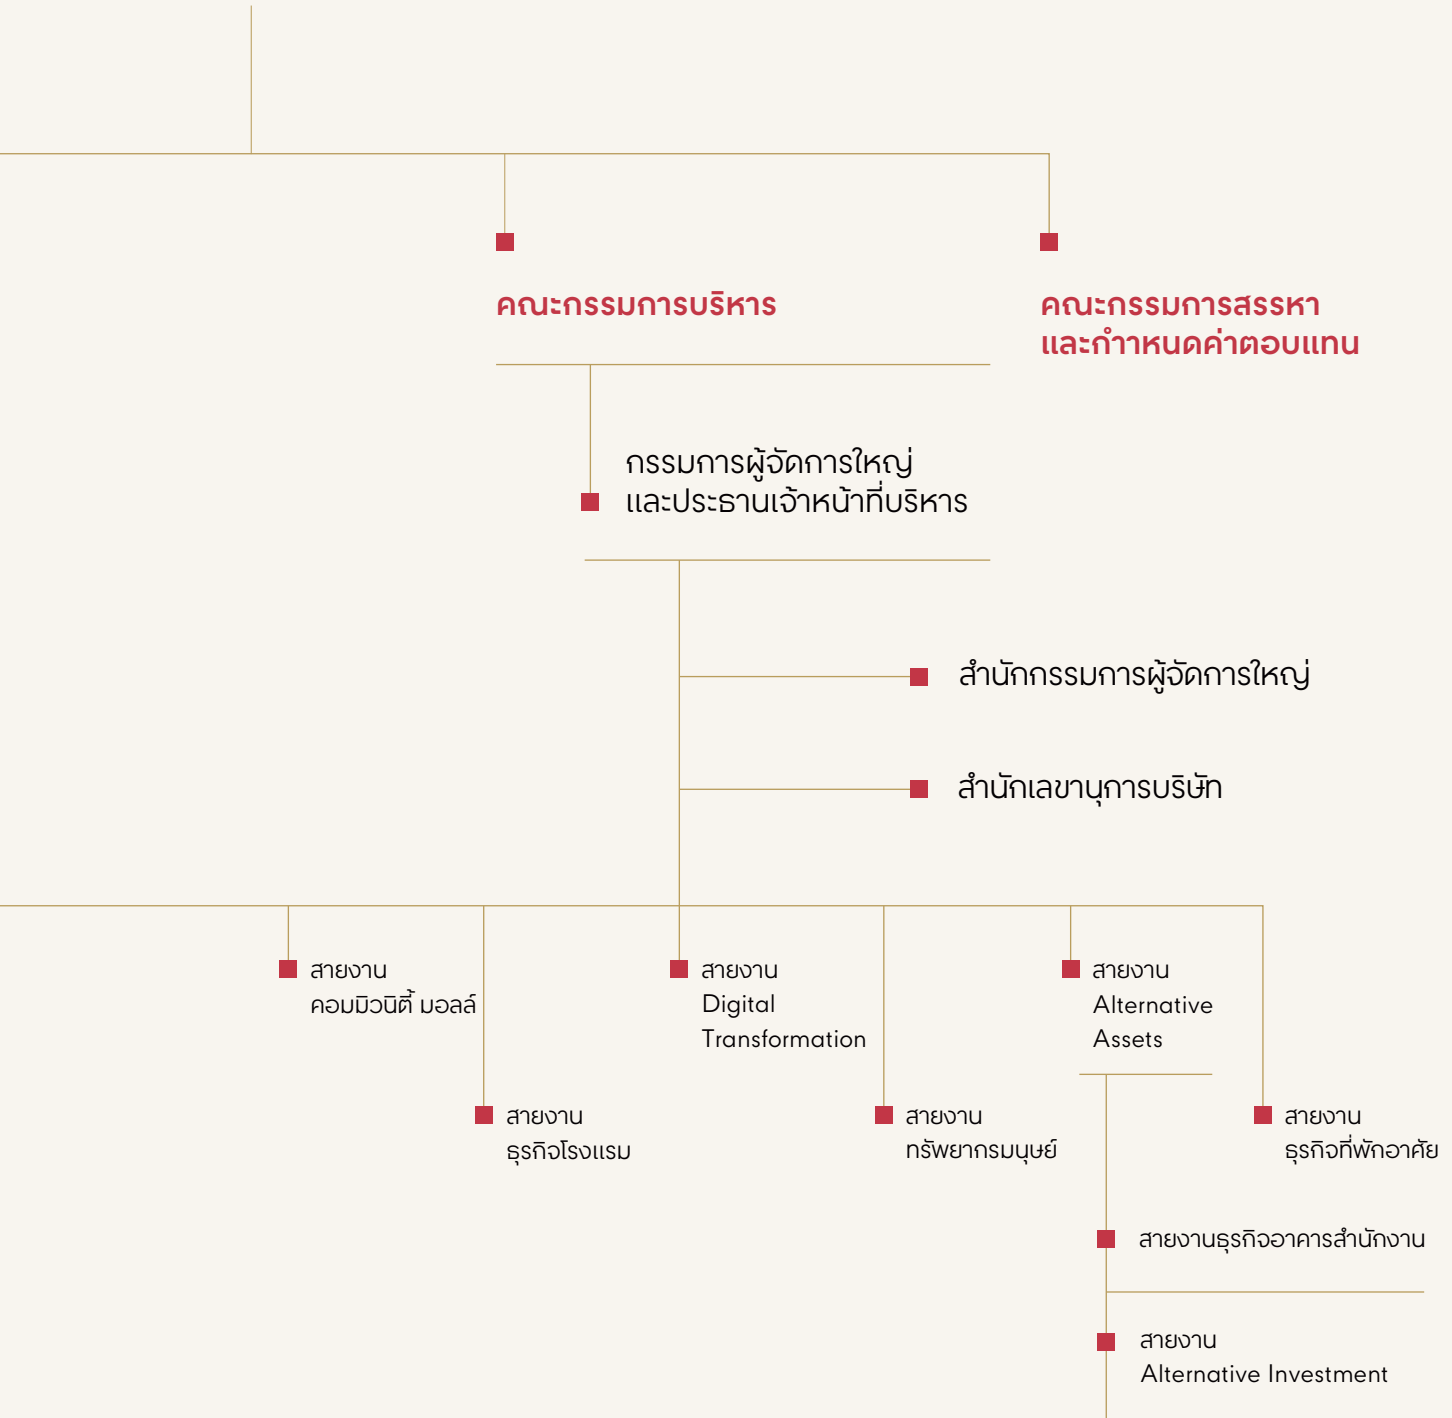 คณะกรรมการบริหาร
คณะกรรมการสรรหา
และกำาหนดค่าตอบแทน
กรรมการผู้จัดการใหญ่
และประธานเจ้าหน้าที่บริหาร
สำนักกรรมการผู้จัดการใหญ่
สำนักเลขานุการบริษัท
สายงาน
คอมมิวนิตี้ มอลล์
สายงาน
Digital
Transformation
สายงาน
Alternative
Assets
สายงาน
ธุรกิจโรงแรม
สายงาน
ทรัพยากรมนุษย์
สายงาน
ธุรกิจที่พักอาศัย
สายงานธุรกิจอาคารสำนักงาน
สายงาน
Alternative Investment